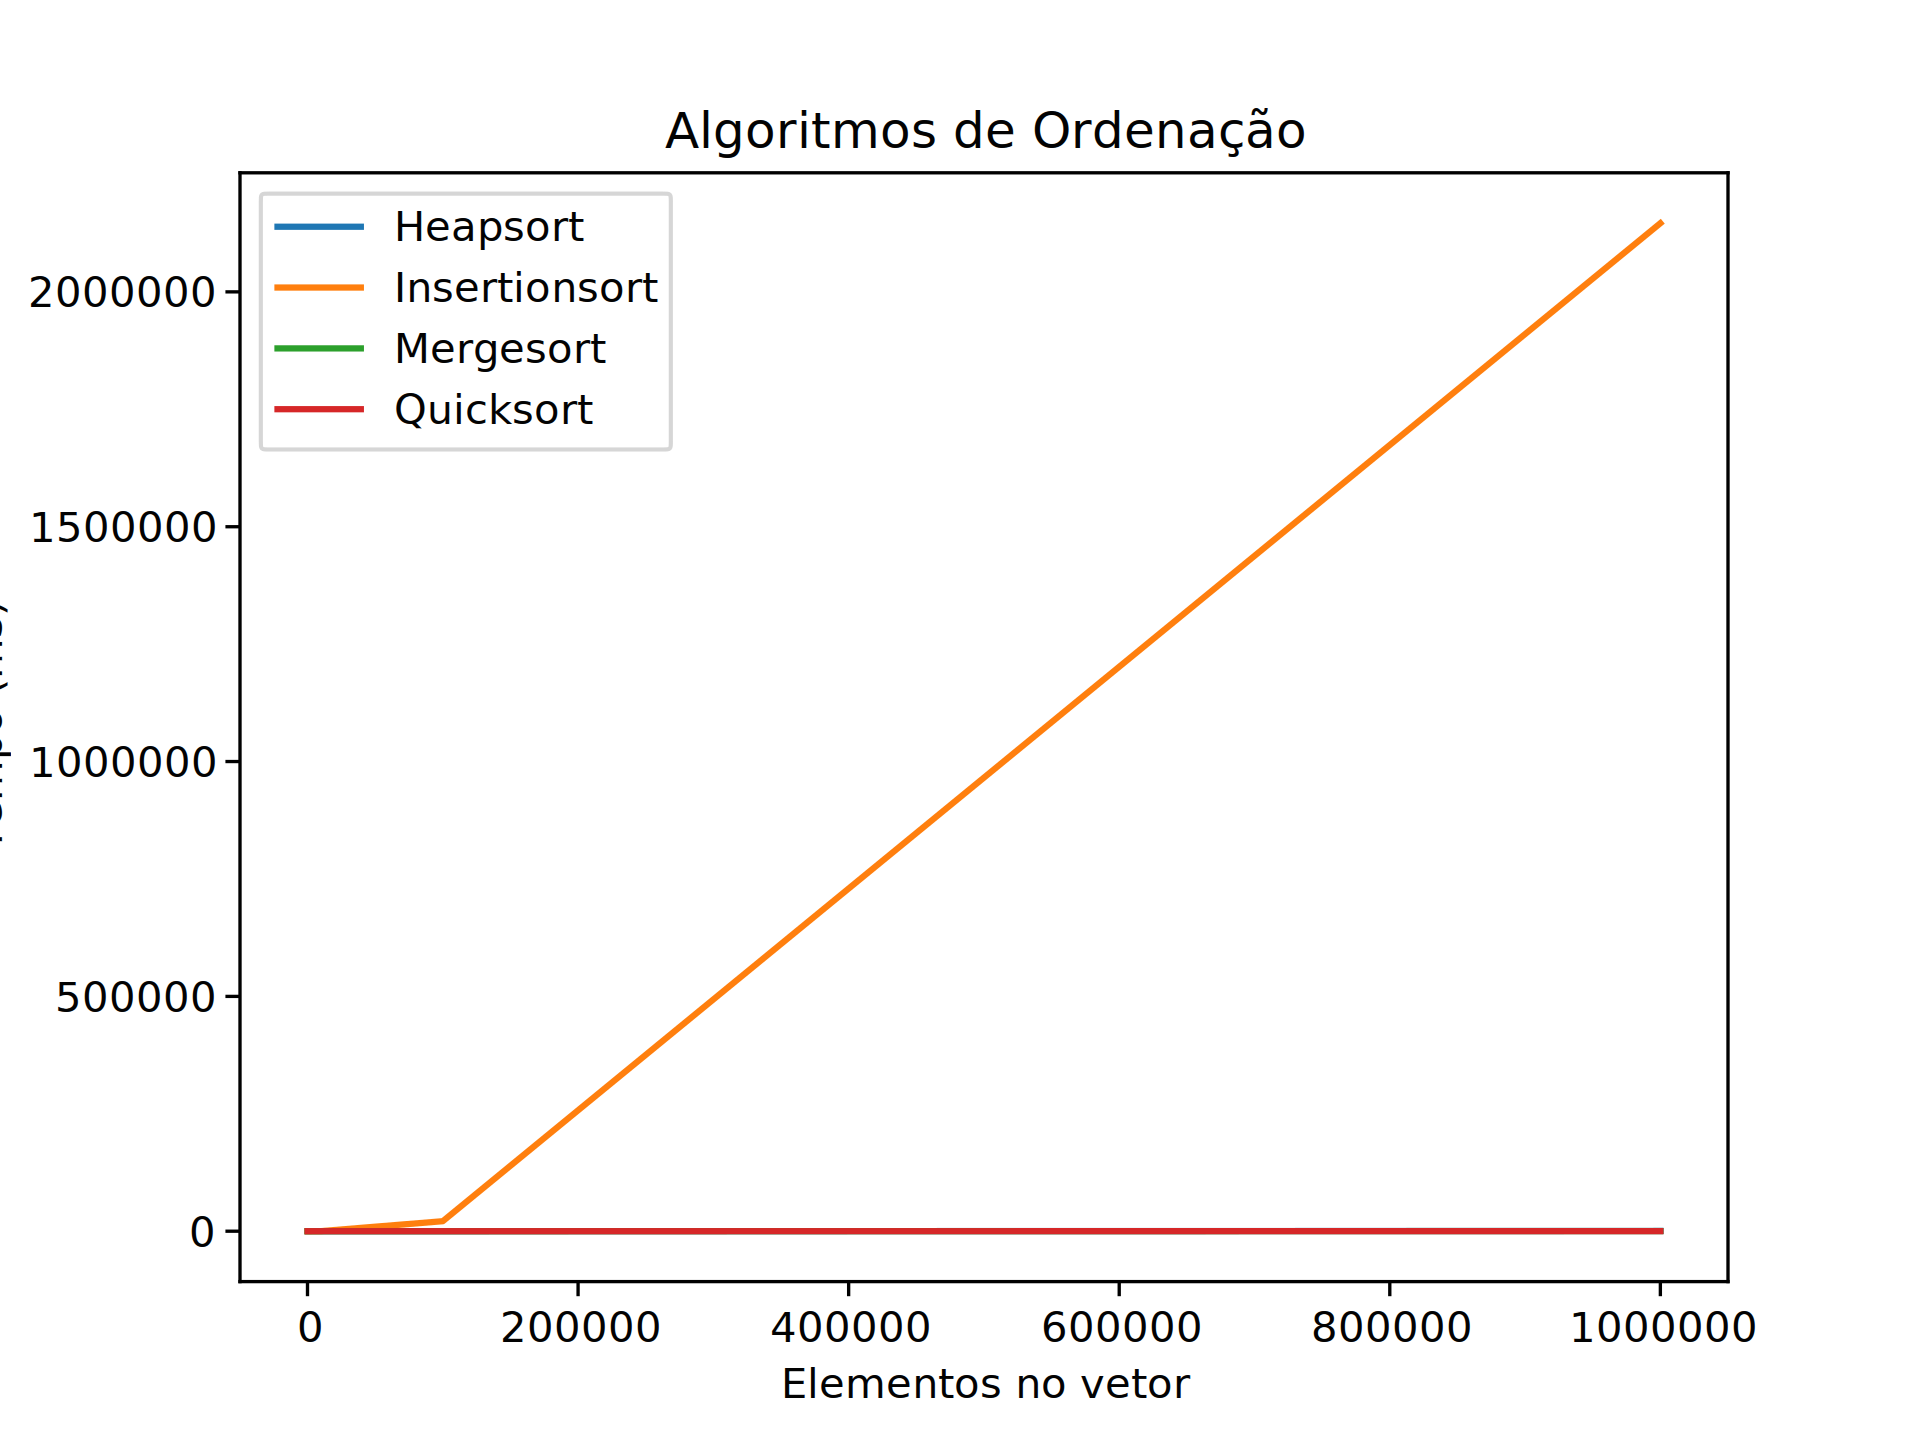 Algoritmos de Ordenação
Heapsort
Insertionsort
Mergesort
Quicksort
2000000
1500000
1000000
500000
0
0 200000 400000 600000 800000 1000000
Elementos no vetor